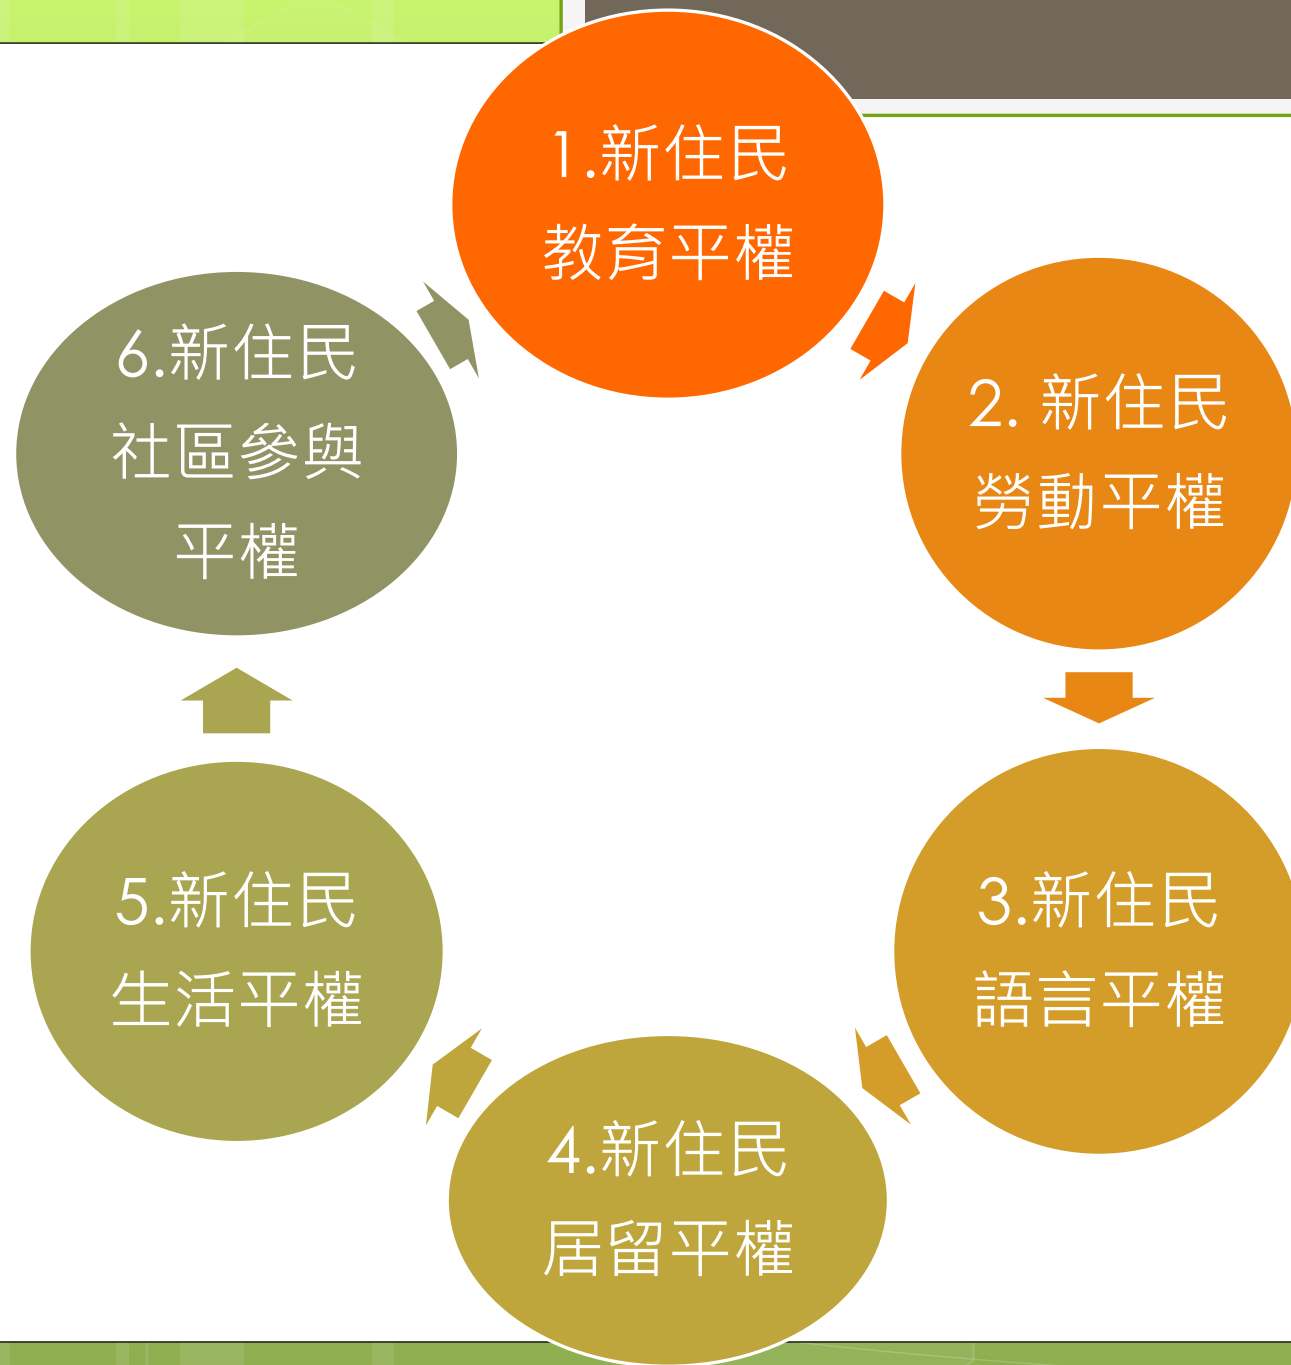 1.新住民
教育平權
2. 新住民
勞動平權
3.新住民
語言平權
4.新住民
居留平權
5.新住民
生活平權
6.新住民
社區參與
平權